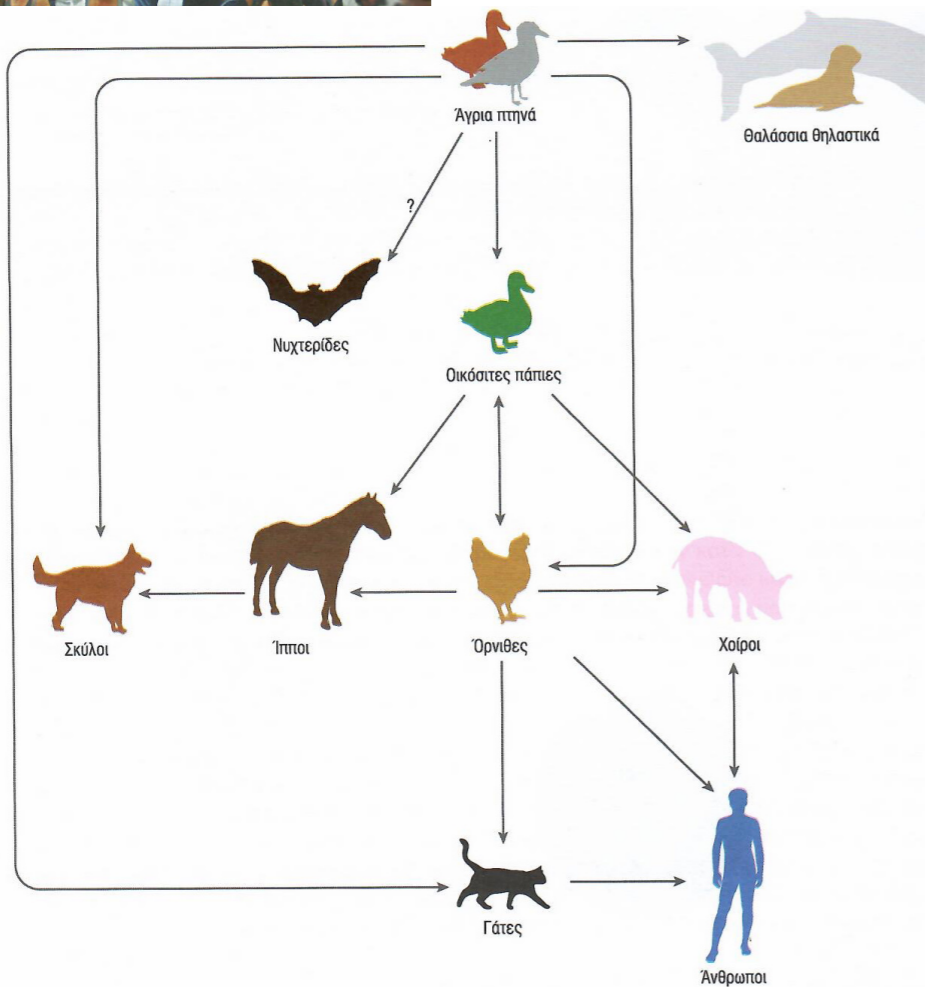 Άγρια πτηνά
Θαλάσσια θηλαστικά
?
Νυχτερίδες
Οικόσιτες πάπιες
Σκύλοι
Ίπποι
Όρνιθες
Χοίροι
Γάτες
Άνθρωποι